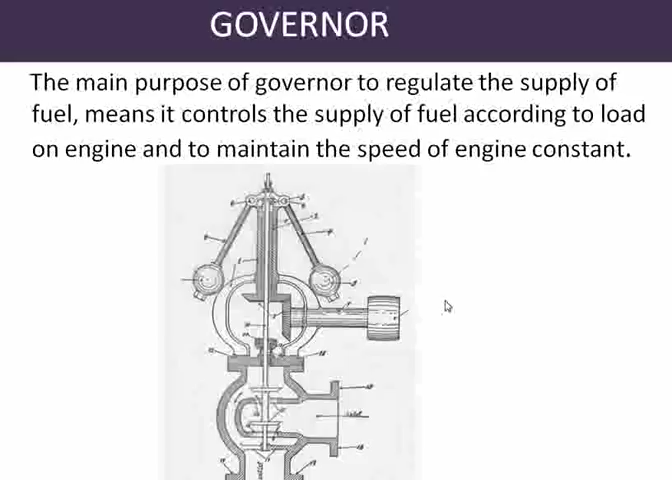 GOVERNOR
The main purpose of governor to regulate the supply of
fuel, means it controls the supply of fuel according to load
on engine and to maintain the speed of engine constant.